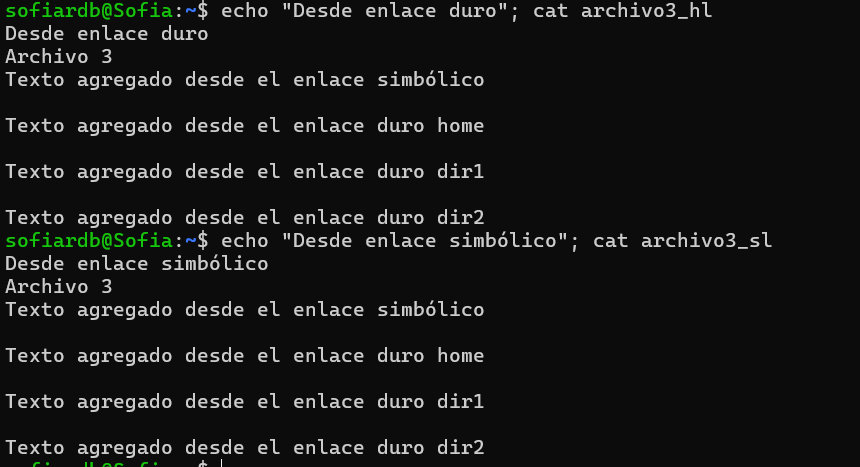 sofiardb@Sofia:~$ echo "Desde enlace duro"; cat archivo3_hl
Desde enlace duro
Archivo 3
Texto agregado desde el enlace simbólico
Texto agregado desde el enlace duro home
Texto agregado desde el enlace duro dir1
Texto agregado desde el enlace duro dir2
sofiardb@Sofia:~$ echo "Desde enlace simbólico"; cat archivo3_sl
Desde enlace simbólico
Archivo 3
Texto agregado desde el enlace simbólico
Texto agregado desde el enlace duro home
Texto agregado desde el enlace duro dir1
Texto agregado desde el enlace duro dir2